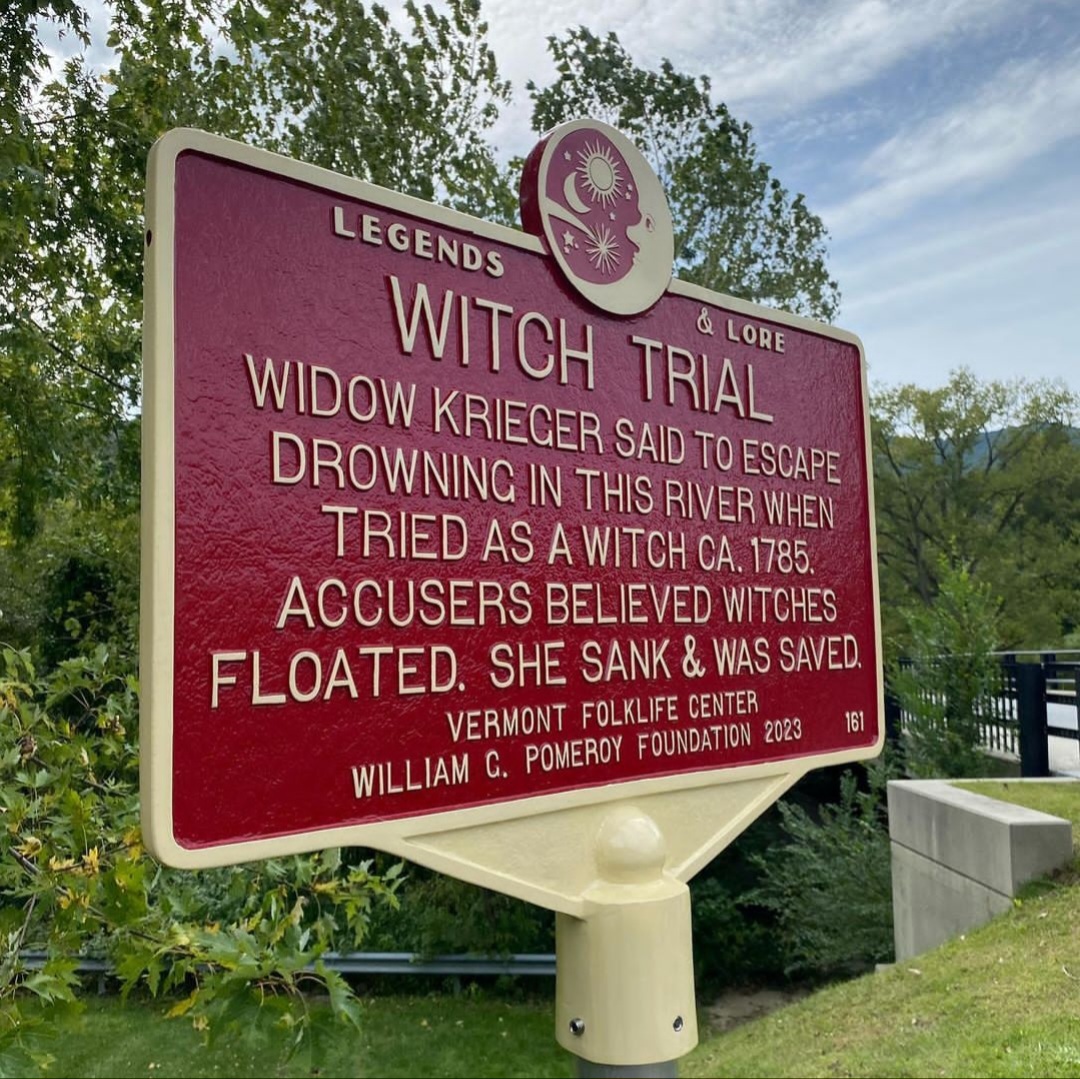 LEGENDS & LORE
WITCH TRIAL
WIDOW KRIEGER SAID TO ESCAPE
DROWNING IN THIS RIVER WHEN
TRIED AS A WITCH CA. 1785.
ACCUSERS BELIEVED WITCHES
FLOATED. SHE SANK & WAS SAVED.
VERMONT FOLKLIFE CENTER
WILLIAM G. POMEROY FOUNDATION 2023 161